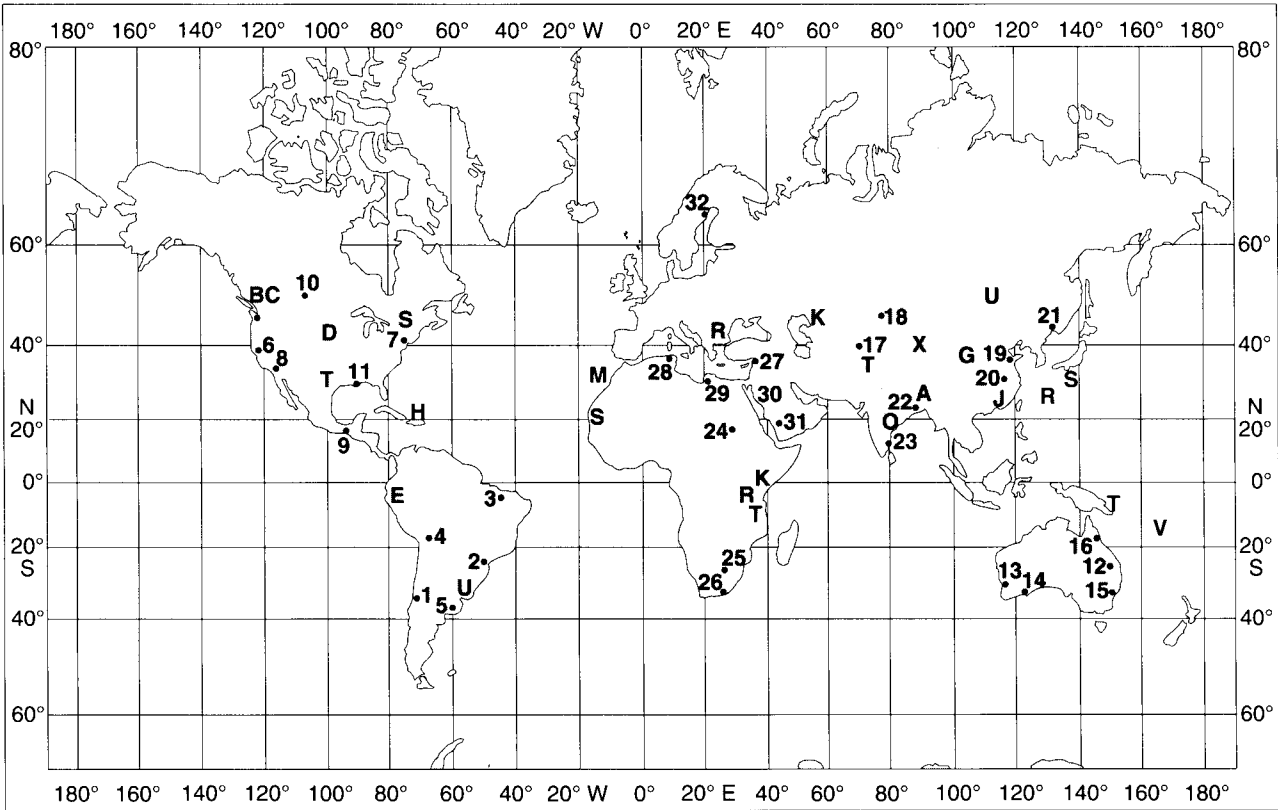 180° 160° 140° 120° 100° 80° 60° 40° 20° W 0° 20° E 40° 60° 80° 100° 120° 140° 160° 180°
80° 80°
32
60° 60°
BC 10 U
S K 18 21
D 7 R
6 17 X G 19
40° 40°
8 28 27 T
T 11 M 29 20 S
30 A J R
N H S 22 N
20° 24 31 O 20°
9 23
K
0° 0°
E 3 R
T T
4 V
20° 16 20°
S 2 25 12 S
26 13 14
1 5 U 15
40° 40°
60° 60°
180° 160° 140° 120° 100° 80° 60° 40° 20° W 0° 20° E 40° 60° 80° 100° 120° 140° 160° 180°